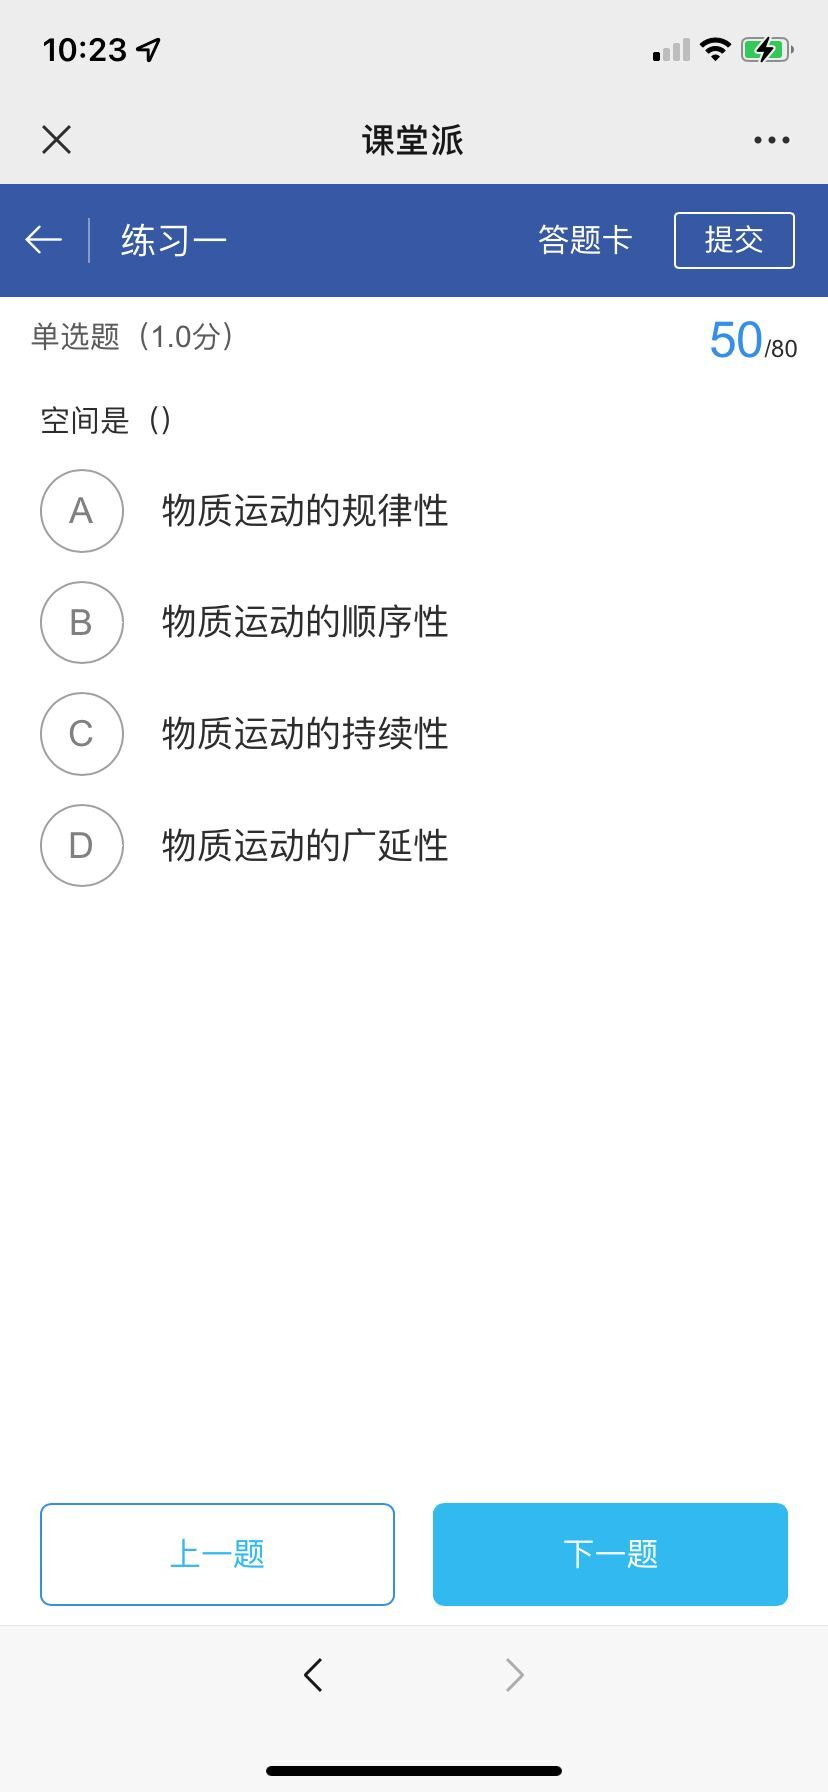 10:23
课堂派
练习一 答题卡 提交
单选题（1.0分） 50/80
空间是（）
A 物质运动的规律性
B 物质运动的顺序性
C 物质运动的持续性
D 物质运动的广延性
上一题 下一题